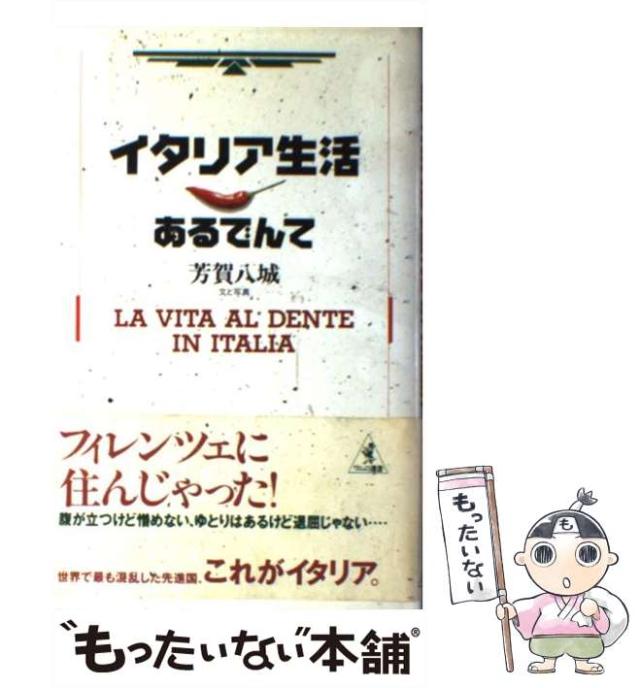 イタリア生活
あるでんて
芳賀八城
文と写真
LA VITA AL DENTE
IN ITALIA
フィレンツェに
住んじゃった!
腹が立つけど憎めない、ゆとりはあるけど退屈じゃない‥‥
世界で最も混乱した先進国、これがイタリア。
"もったいない"本舗®
もったいない
も